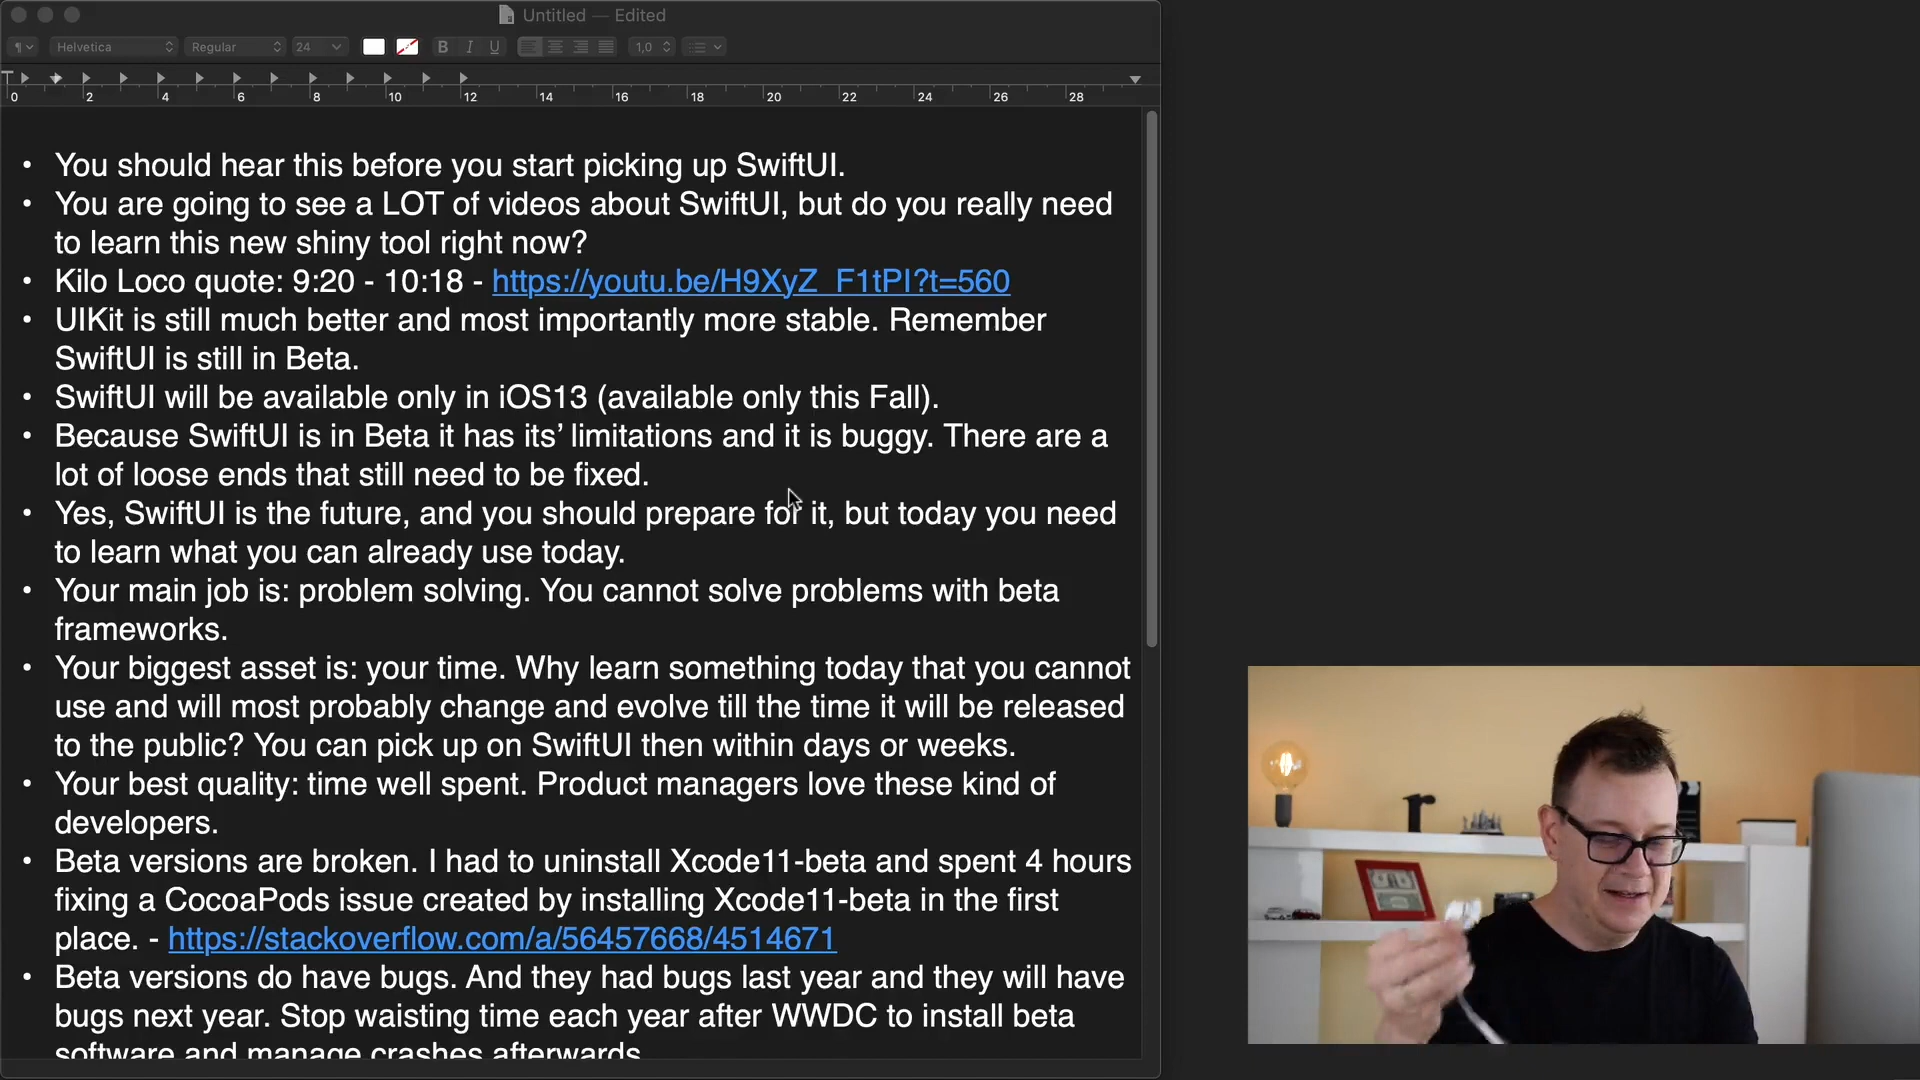 Untitled — Edited
¶ Helvetica Regular 24 B I U 1,0
0 2 4 6 8 10 12 14 16 18 20 22 24 26 28
• You should hear this before you start picking up SwiftUI.
• You are going to see a LOT of videos about SwiftUI, but do you really need
to learn this new shiny tool right now?
• Kilo Loco quote: 9:20 - 10:18 - https://youtu.be/H9XyZ_F1tPI?t=560
• UIKit is still much better and most importantly more stable. Remember
SwiftUI is still in Beta.
• SwiftUI will be available only in iOS13 (available only this Fall).
• Because SwiftUI is in Beta it has its’ limitations and it is buggy. There are a
lot of loose ends that still need to be fixed.
• Yes, SwiftUI is the future, and you should prepare for it, but today you need
to learn what you can already use today.
• Your main job is: problem solving. You cannot solve problems with beta
frameworks.
• Your biggest asset is: your time. Why learn something today that you cannot
use and will most probably change and evolve till the time it will be released
to the public? You can pick up on SwiftUI then within days or weeks.
• Your best quality: time well spent. Product managers love these kind of
developers.
• Beta versions are broken. I had to uninstall Xcode11-beta and spent 4 hours
fixing a CocoaPods issue created by installing Xcode11-beta in the first
place. - https://stackoverflow.com/a/56457668/4514671
• Beta versions do have bugs. And they had bugs last year and they will have
bugs next year. Stop waisting time each year after WWDC to install beta
software and manage crashes afterwards